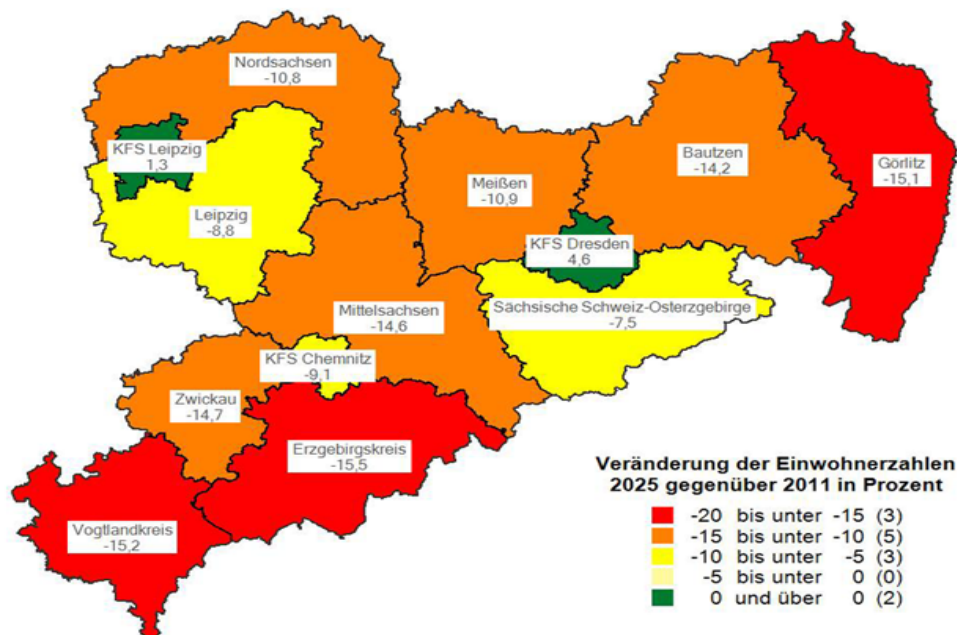 Nordsachsen
-10,8
KFS Leipzig
1,3
Leipzig
-8,8
Meißen
-10,9
Bautzen
-14,2
Görlitz
-15,1
KFS Dresden
4,6
Sächsische Schweiz-Osterzgebirge
-7,5
Mittelsachsen
-14,6
KFS Chemnitz
-9,1
Zwickau
-14,7
Erzgebirgskreis
-15,5
Vogtlandkreis
-15,2
Veränderung der Einwohnerzahlen
2025 gegenüber 2011 in Prozent
-20 bis unter -15 (3)
-15 bis unter -10 (5)
-10 bis unter -5 (3)
-5 bis unter 0 (0)
0 und über 0 (2)